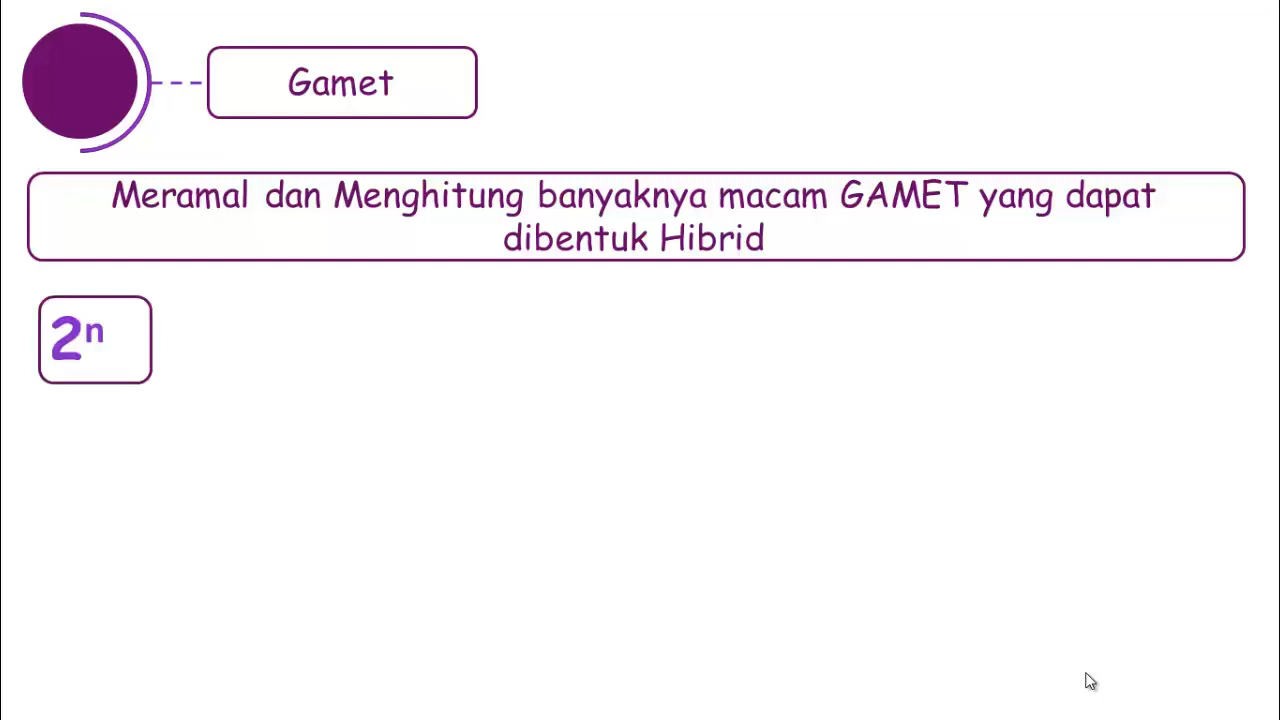 Gamet
Meramal dan Menghitung banyaknya macam GAMET yang dapat
dibentuk Hibrid
2ⁿ